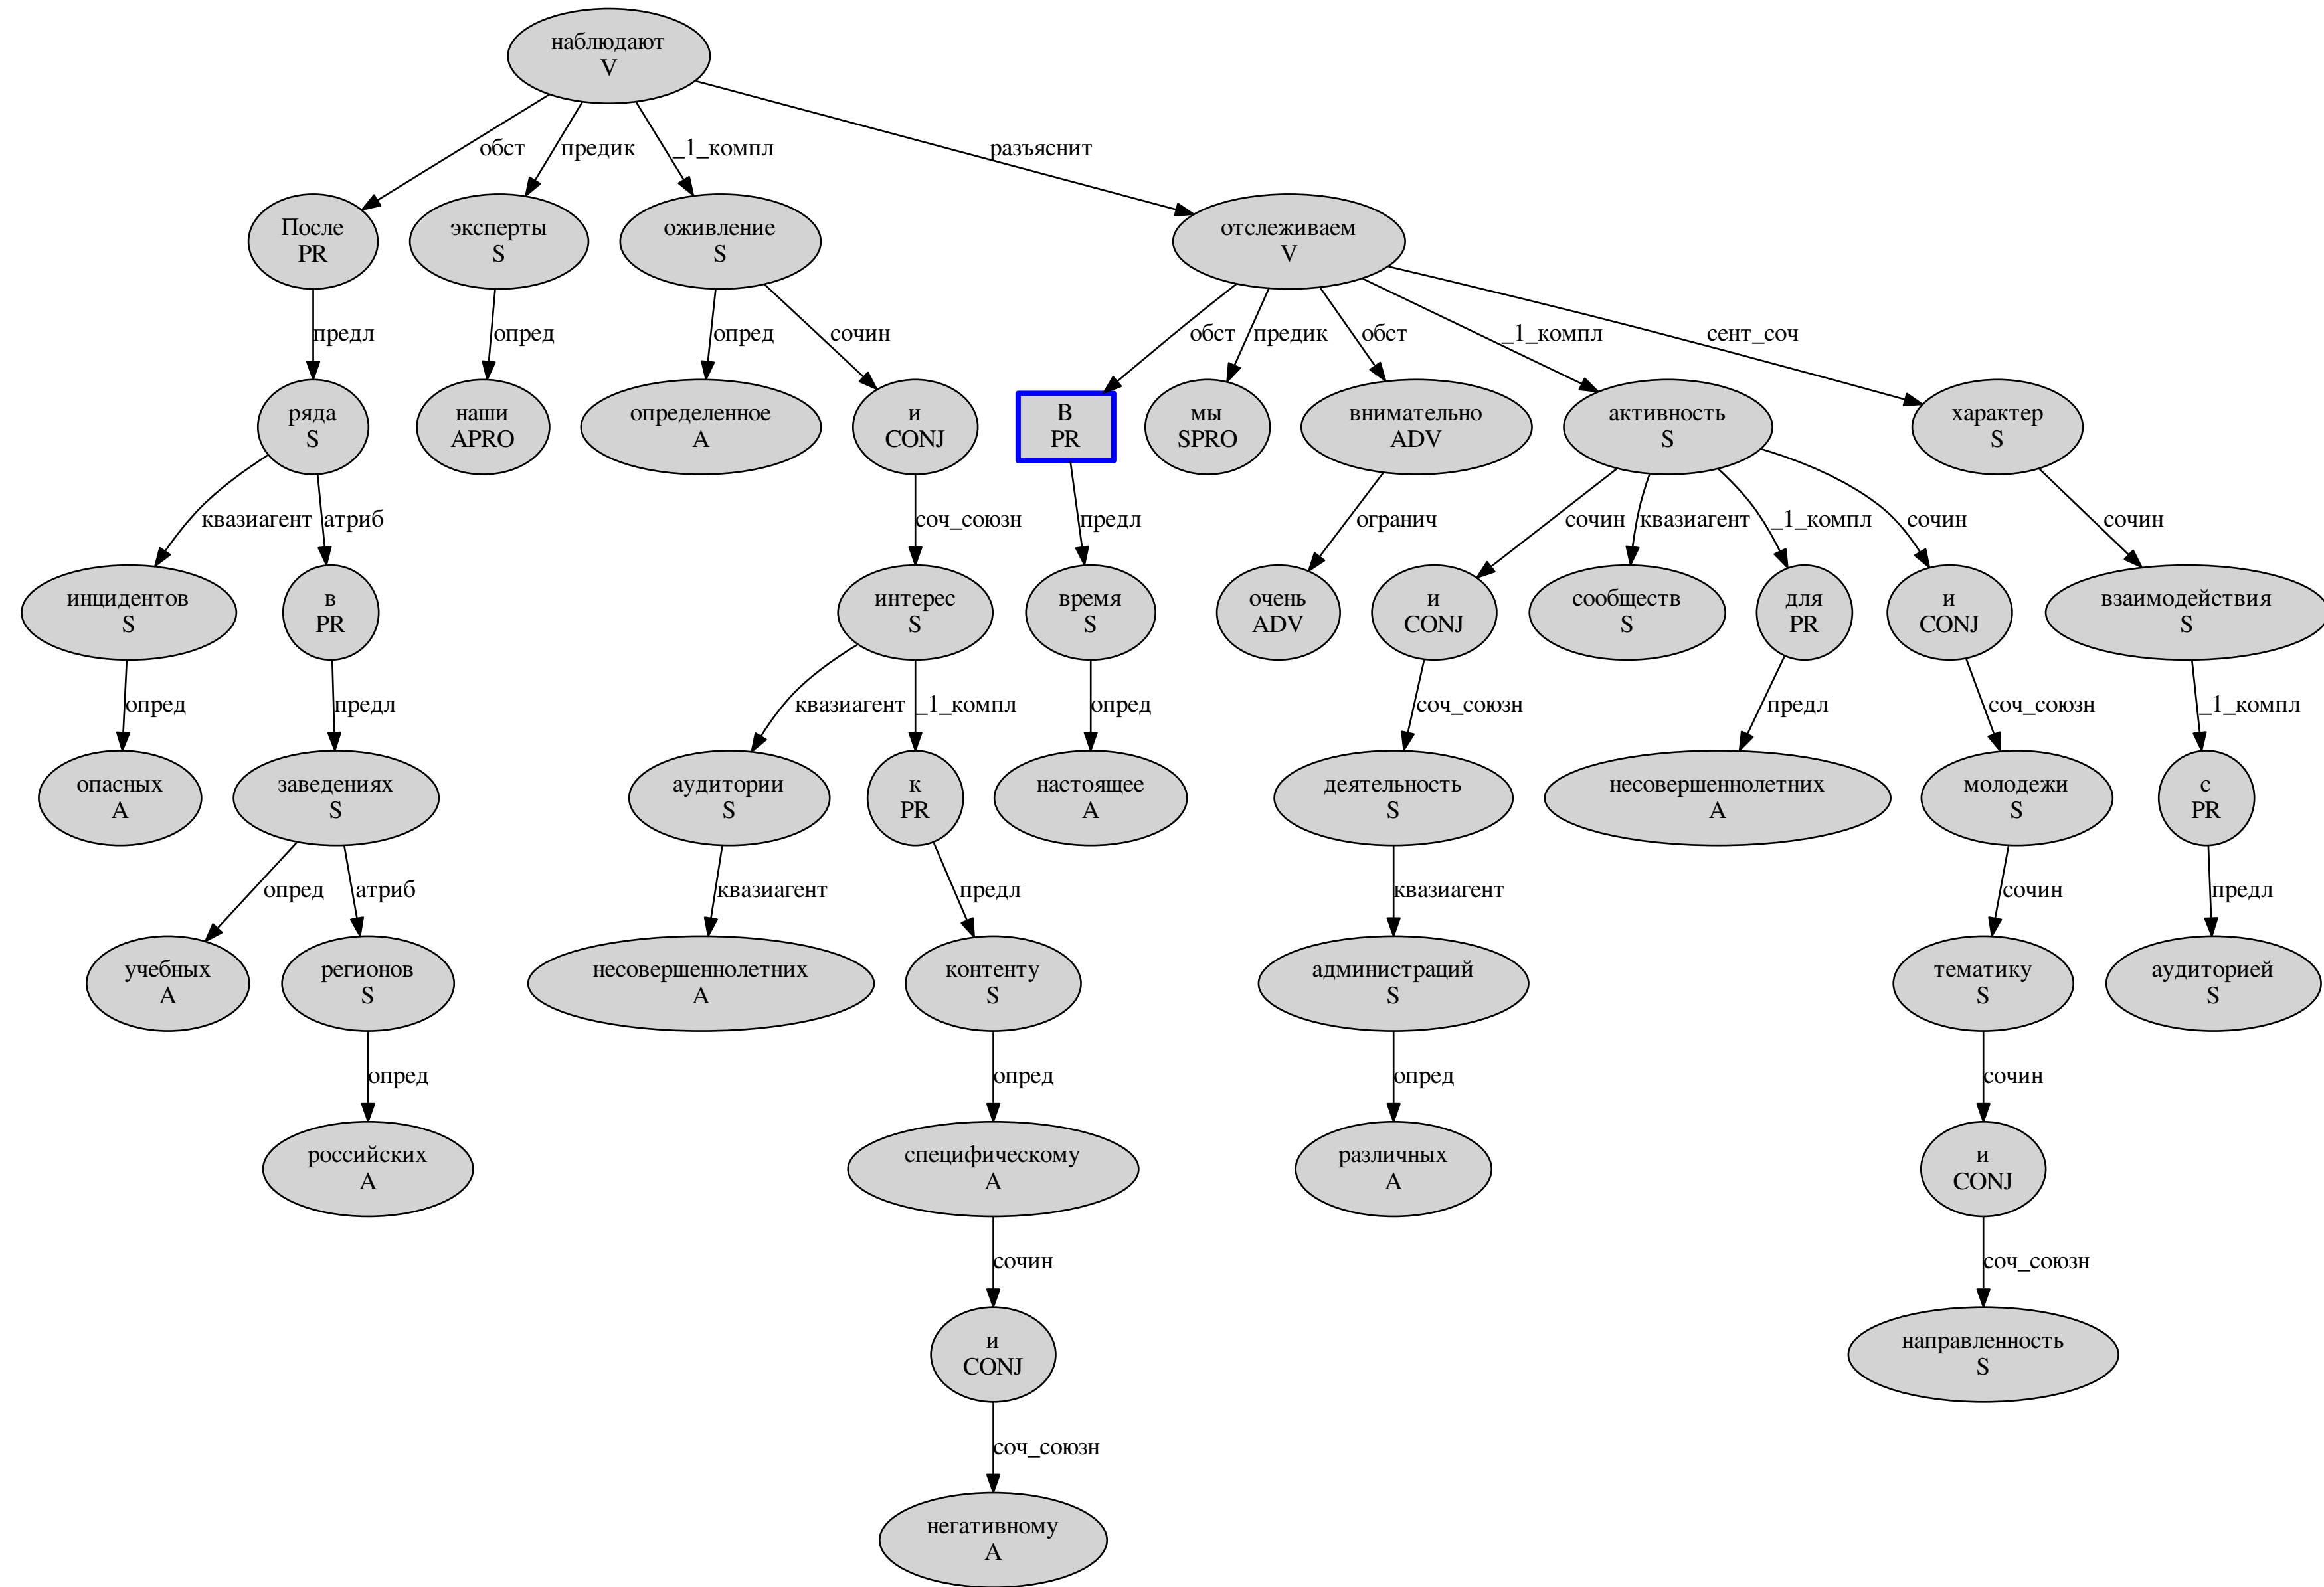 наблюдают
V
обст
предик
_1_компл
разъяснит
После
PR
эксперты
S
оживление
S
отслеживаем
V
предл
опред
опред
сочин
обст
предик
обст
_1_компл
сент_соч
ряда
S
наши
APRO
определенное
A
и
CONJ
В
PR
мы
SPRO
внимательно
ADV
активность
S
характер
S
квазиагент
атриб
соч_союзн
предл
огранич
сочин
квазиагент
_1_компл
сочин
сочин
инцидентов
S
в
PR
интерес
S
время
S
очень
ADV
и
CONJ
сообществ
S
для
PR
и
CONJ
взаимодействия
S
опред
предл
квазиагент
_1_компл
опред
соч_союзн
предл
соч_союзн
_1_компл
опасных
A
заведениях
S
аудитории
S
к
PR
настоящее
A
деятельность
S
несовершеннолетних
A
молодежи
S
с
PR
опред
атриб
квазиагент
предл
квазиагент
сочин
предл
учебных
A
регионов
S
несовершеннолетних
A
контенту
S
администраций
S
тематику
S
аудиторией
S
опред
опред
опред
сочин
российских
A
специфическому
A
различных
A
и
CONJ
сочин
соч_союзн
и
CONJ
направленность
S
соч_союзн
негативному
A